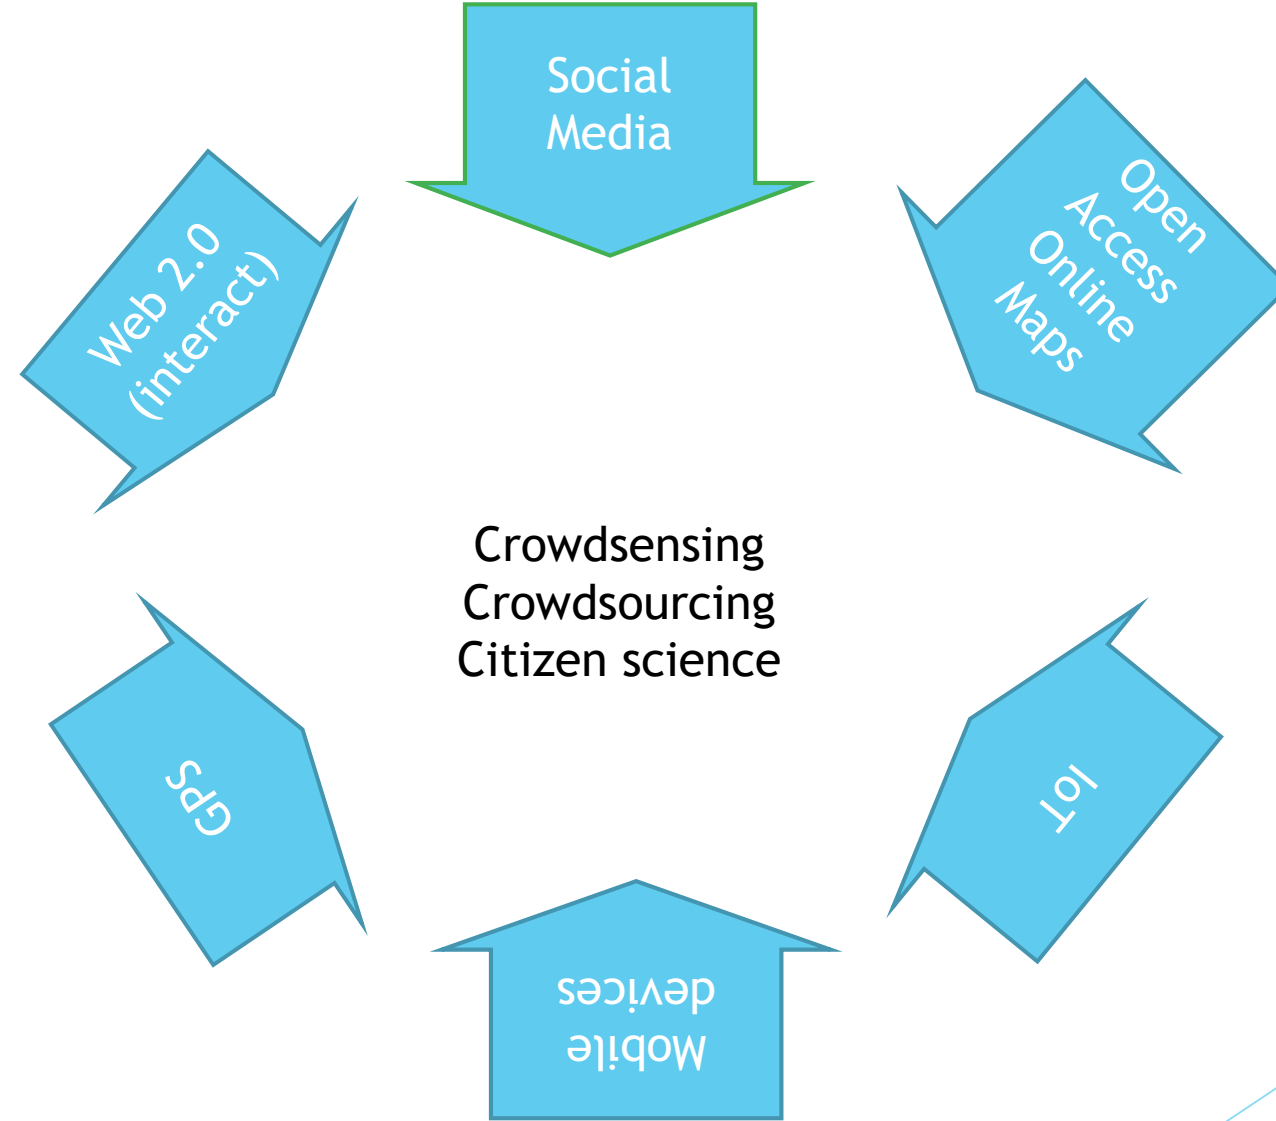 Social
Media
Open
Access
Online
Maps
Web 2.0
(interact)
Crowdsensing
Crowdsourcing
Citizen science
GPS
IoT
Mobile
devices